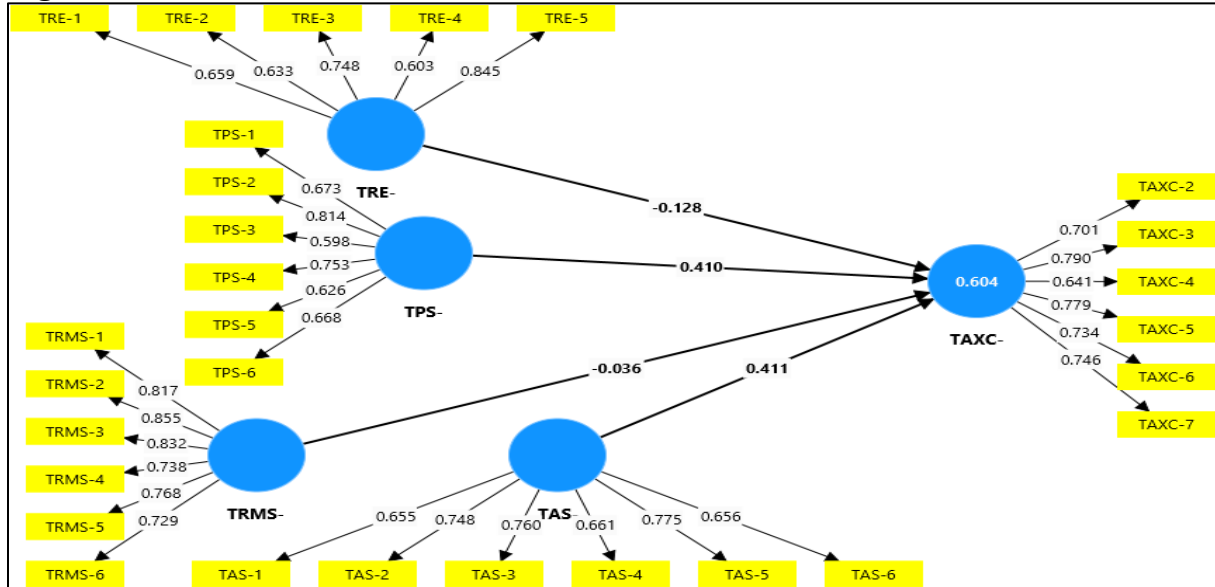 TRE-1 TRE-2 TRE-3 TRE-4 TRE-5
0.659 0.633 0.748 0.603 0.845
TRE-
TPS-1
TPS-2
TPS-3
TPS-4
TPS-5
TPS-6
0.673
0.814
0.598
0.753
0.626
0.668
TPS-
TRMS-1
TRMS-2
TRMS-3
TRMS-4
TRMS-5
TRMS-6
0.817
0.855
0.832
0.738
0.768
0.729
TRMS-
0.655 0.748 0.760 0.661 0.775 0.656
TAS-1 TAS-2 TAS-3 TAS-4 TAS-5 TAS-6
TAS-
-0.128
0.410
-0.036
0.411
0.604
TAXC-
0.701
0.790
0.641
0.779
0.734
0.746
TAXC-2
TAXC-3
TAXC-4
TAXC-5
TAXC-6
TAXC-7